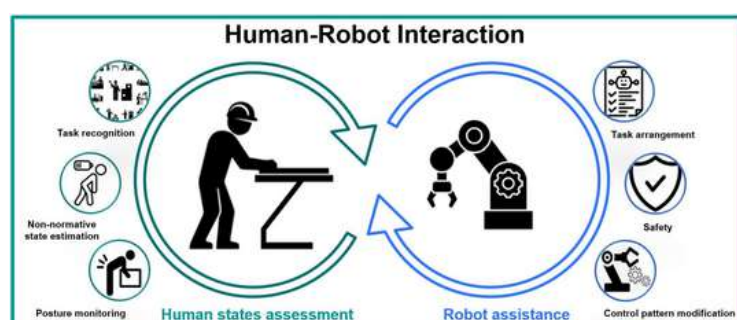 Human-Robot Interaction
Task recognition
Non-normative
state estimation
Posture monitoring
Human states assessment
Task arrangement
Safety
Control pattern modification
Robot assistance